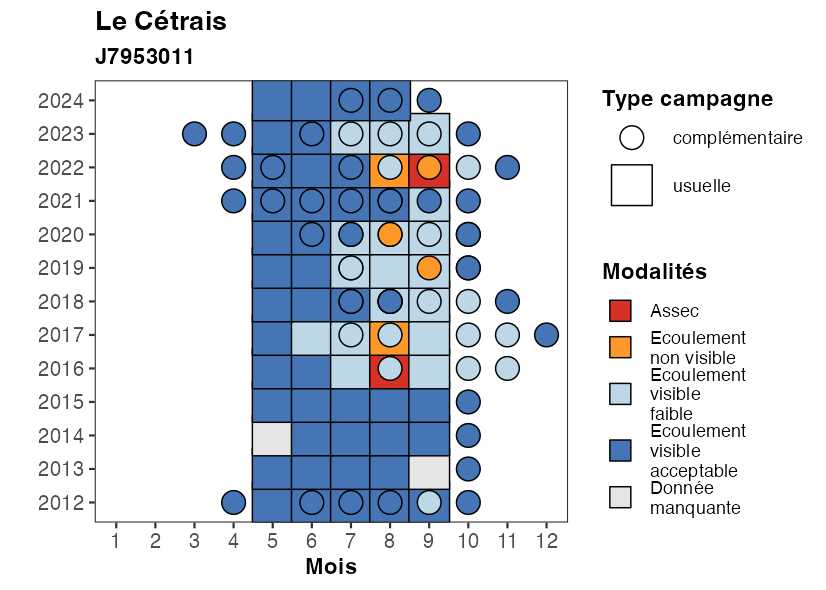 Le Cétrais
J7953011
2024
2023
2022
2021
2020
2019
2018
2017
2016
2015
2014
2013
2012
1 2 3 4 5 6 7 8 9 10 11 12
Mois
Type campagne
complémentaire
usuelle
Modalités
Assec
Ecoulement
non visible
Ecoulement
visible
faible
Ecoulement
visible
acceptable
Donnée
manquante